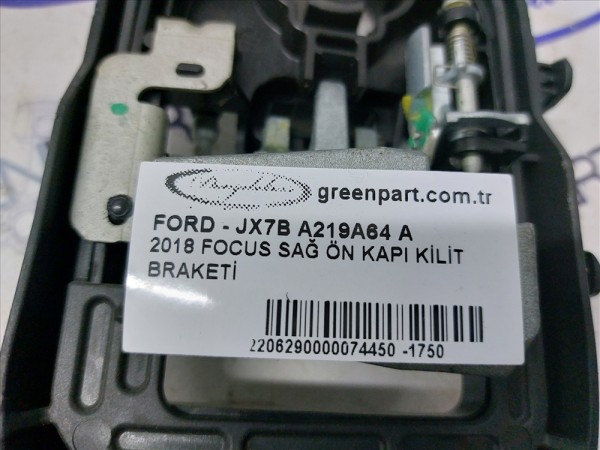 greenpart.com.tr
FORD - JX7B A219A64 A
2018 FOCUS SAĞ ÖN KAPI KİLİT
BRAKETİ
2206290000074450 -1750